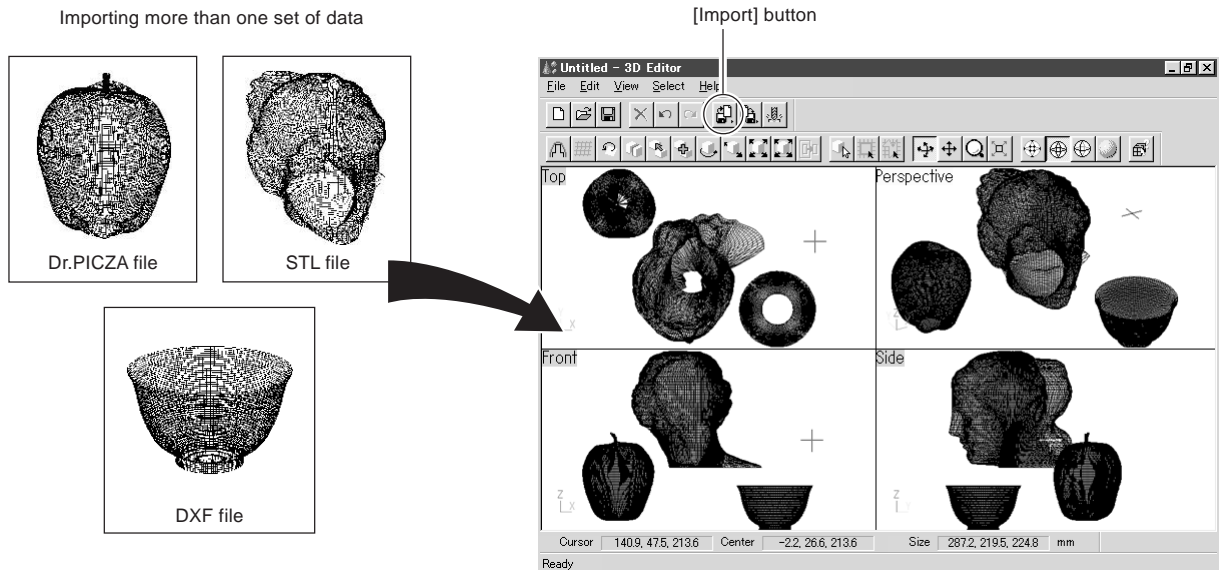 Importing more than one set of data
[Import] button
Dr.PICZA file
STL file
DXF file
Untitled - 3D Editor
File Edit View Select Help
Top
Perspective
X
Front
Side
Z
X
Z
Cursor 140.9, 47.5, 213.6 Center -2.2, 26.6, 213.6 Size 287.2, 219.5, 224.8 mm
Ready